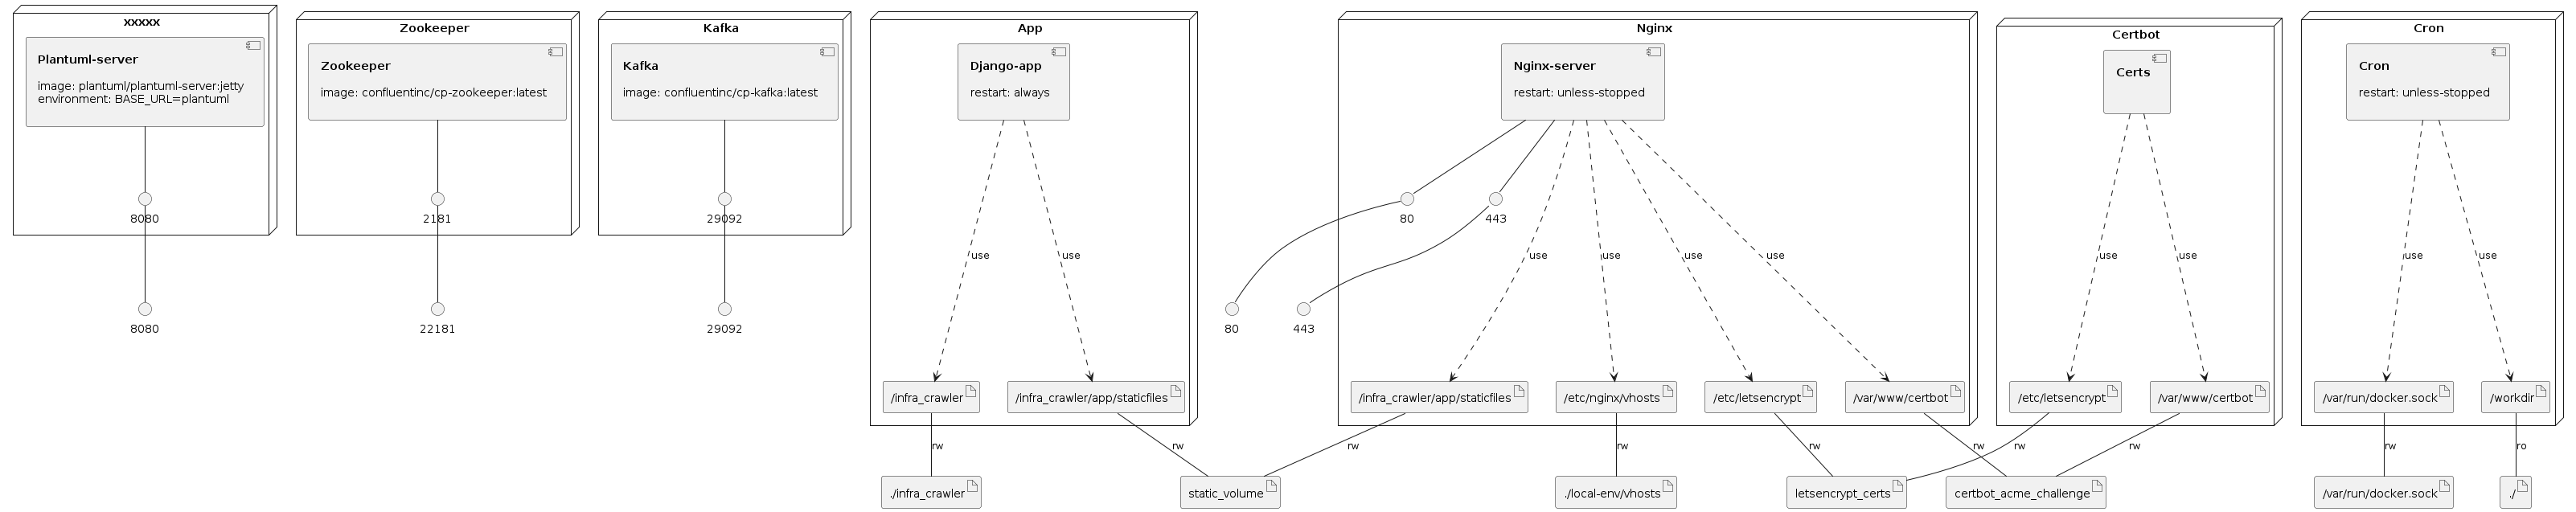 xxxxx
Plantuml-server
image: plantuml/plantuml-server:jetty
environment: BASE_URL=plantuml
8080
8080
Zookeeper
Zookeeper
image: confluentinc/cp-zookeeper:latest
2181
22181
Kafka
Kafka
image: confluentinc/cp-kafka:latest
29092
29092
App
Django-app
restart: always
use
use
/infra_crawler
/infra_crawler/app/staticfiles
rw
rw
./infra_crawler
static_volume
Nginx
Nginx-server
restart: unless-stopped
80
443
80
443
use
use
use
use
/infra_crawler/app/staticfiles
/etc/nginx/vhosts
/etc/letsencrypt
/var/www/certbot
rw
rw
rw
rw
./local-env/vhosts
letsencrypt_certs
certbot_acme_challenge
Certbot
Certs
use
use
/etc/letsencrypt
/var/www/certbot
rw
rw
Cron
Cron
restart: unless-stopped
use
use
/var/run/docker.sock
/workdir
rw
ro
/var/run/docker.sock
./